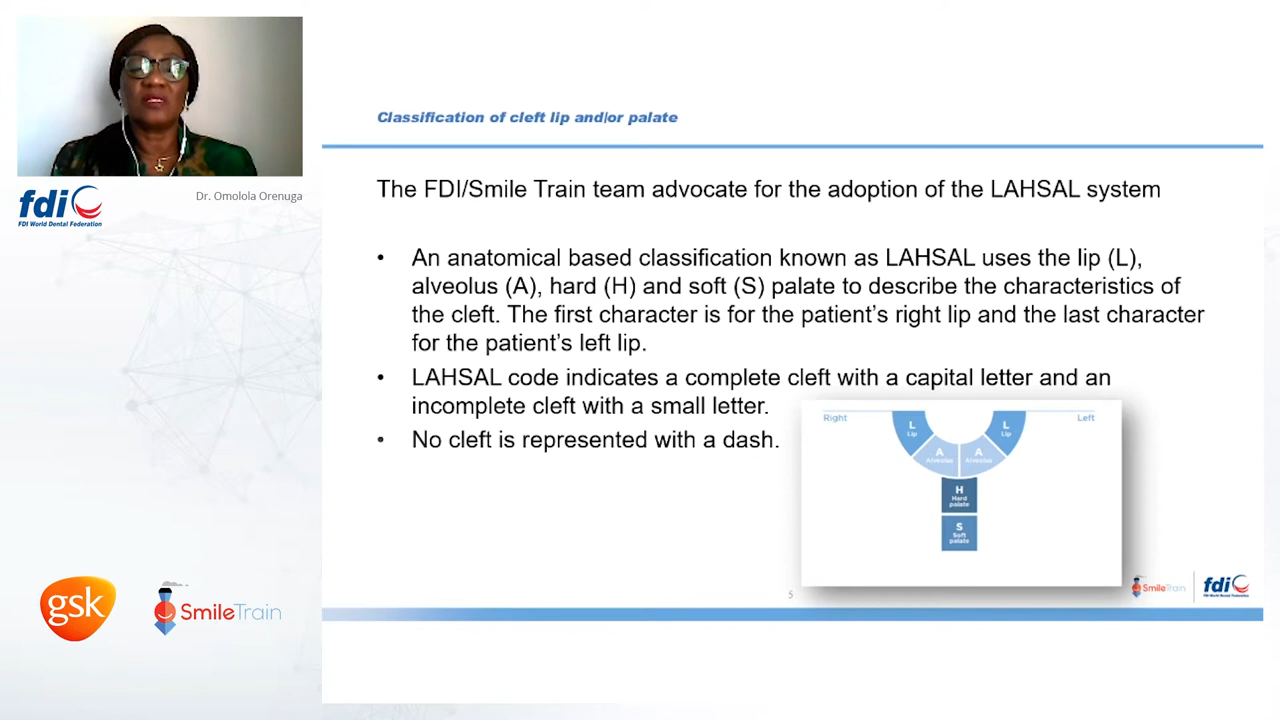 Classification of cleft lip and/or palate
fdi
FDI World Dental Federation
Dr. Omolola Orenuga
The FDI/Smile Train team advocate for the adoption of the LAHSAL system
• An anatomical based classification known as LAHSAL uses the lip (L),
alveolus (A), hard (H) and soft (S) palate to describe the characteristics of
the cleft. The first character is for the patient’s right lip and the last character
for the patient’s left lip.
• LAHSAL code indicates a complete cleft with a capital letter and an
incomplete cleft with a small letter.
• No cleft is represented with a dash.
Right
Left
L
Lip
L
Lip
A
Alveolus
A
Alveolus
H
Hard
palate
S
Soft
palate
gsk
SmileTrain
5
SmileTrain
fdi
FDI World Dental Federation